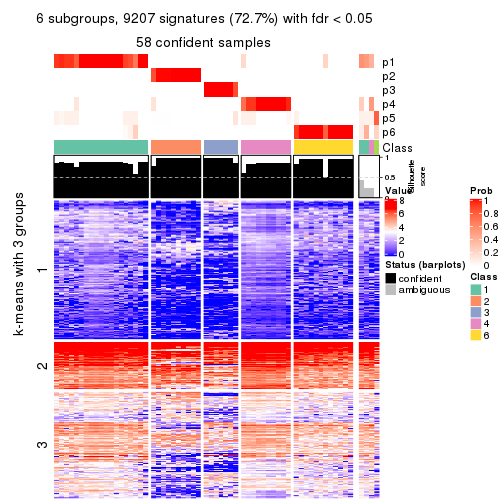 6 subgroups, 9207 signatures (72.7%) with fdr < 0.05
58 confident samples
p1
p2
p3
p4
p5
p6
Class
1
0.5
0
Silhouette
score
k-means with 3 groups
1
2
3
Value
8
6
4
2
0
Status (barplots)
confident
ambiguous
Prob
1
0.8
0.6
0.4
0.2
0
Class
1
2
3
4
6